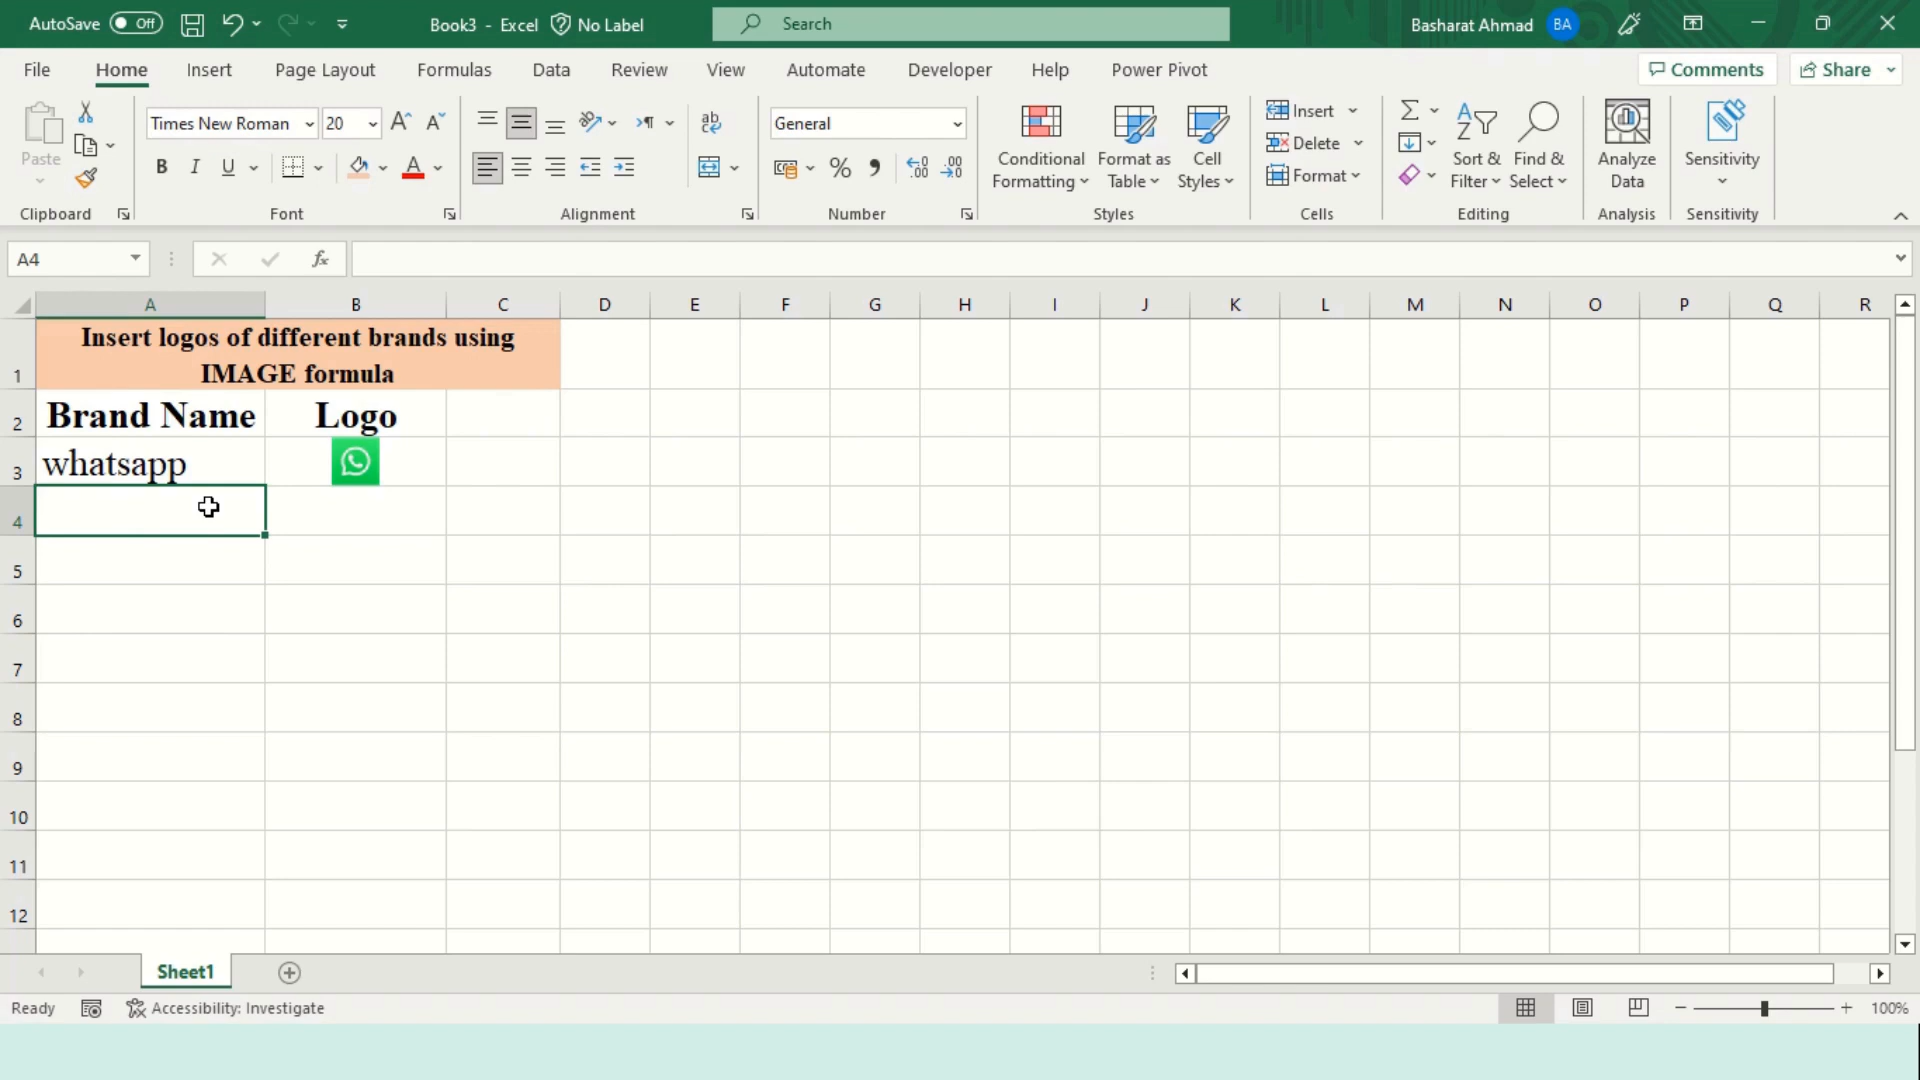 AutoSave Off Book3 - Excel No Label Search Basharat Ahmad BA
File Home Insert Page Layout Formulas Data Review View Automate Developer Help Power Pivot Comments Share
Paste
Clipboard
Times New Roman 20
B I U A
Font
ab
Alignment
General
% 9
Number
Conditional Formatting
Format as Table
Cell Styles
Styles
Insert
Delete
Format
Cells
Sort & Filter
Find & Select
Editing
Analyze Data
Analysis
Sensitivity
Sensitivity
A4 fx
A B C D E F G H I J K L M N O P Q R
1 Insert logos of different brands using
IMAGE formula
2 Brand Name Logo
3 whatsapp
4
5
6
7
8
9
10
11
12
Sheet1
Ready Accessibility: Investigate 100%